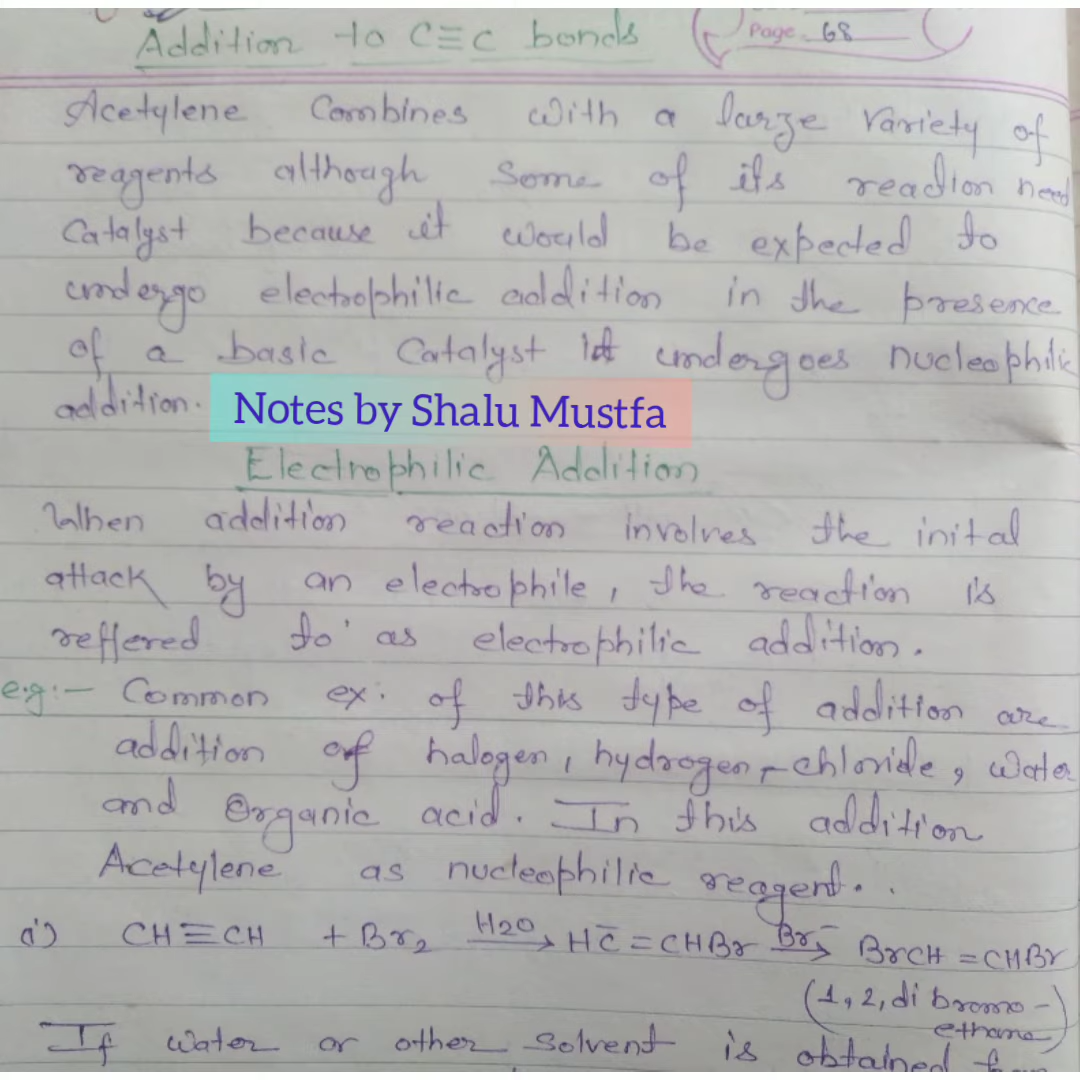 Addition to C≡C bonds
Page 68
Acetylene Combines with a large Variety of
reagents although Some of its reaction need
Catalyst because it would be expected to
undergo electrophilic addition in the presence
of a basic Catalyst it undergoes nucleophilic
addition.
Notes by Shalu Mustfa
Electrophilic Addition
When addition reaction involves the inital
attack by an electrophile, the reaction is
reffered to as electrophilic addition.
e.g:- Common ex. of this type of addition are
addition of halogen, hydrogen-chloride, water
and Organic acid. In this addition
Acetylene as nucleophilic reagent..
a) CH≡CH + Br2 H2O→ HC̄=CHBr Br⁻→ BrCH=CHBr
(1,2,dibromo-
ethane)
If water or other solvent is obtained